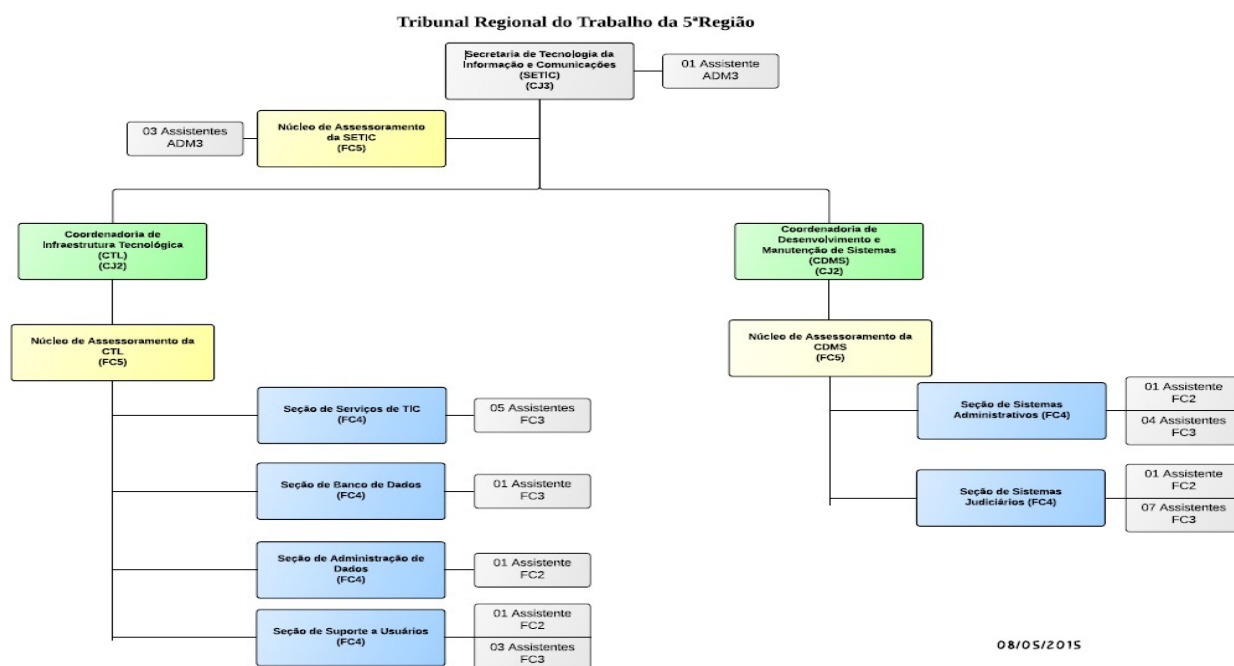 Tribunal Regional do Trabalho da 5ªRegião
Secretaria de Tecnologia da
Informação e Comunicações
(SETIC)
(CJ3)
01 Assistente
ADM3
Núcleo de Assessoramento
da SETIC
(FC5)
03 Assistentes
ADM3
Coordenadoria de
Infraestrutura Tecnológica
(CTL)
(CJ2)
Coordenadoria de
Desenvolvimento e
Manutenção de Sistemas
(CDMS)
(CJ2)
Núcleo de Assessoramento da
CTL
(FC5)
Núcleo de Assessoramento da
CDMS
(FC5)
Seção de Serviços de TIC
(FC4)
05 Assistentes
FC3
Seção de Banco de Dados
(FC4)
01 Assistente
FC3
Seção de Administração de
Dados
(FC4)
01 Assistente
FC2
Seção de Suporte a Usuários
(FC4)
01 Assistente
FC2
03 Assistentes
FC3
Seção de Sistemas
Administrativos (FC4)
01 Assistente
FC2
04 Assistentes
FC3
Seção de Sistemas
Judiciários (FC4)
01 Assistente
FC2
07 Assistentes
FC3
08/05/2015